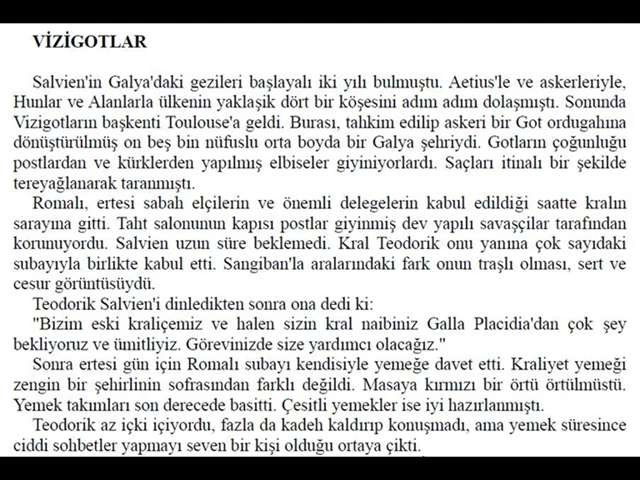 VİZİGOTLAR
Salvien'in Galya'daki gezileri başlayalı iki yılı bulmuştu. Aetius'le ve askerleriyle,
Hunlar ve Alanlarla ülkenin yaklaşik dört bir köşesini adım adım dolaşmıştı. Sonunda
Vizigotların başkenti Toulouse'a geldi. Burası, tahkim edilip askeri bir Got ordugahına
dönüştürülmüş on beş bin nüfuslu orta boyda bir Galya şehriydi. Gotların çoğunluğu
postlardan ve kürklerden yapılmış elbiseler giyiniyorlardı. Saçları itinalı bir şekilde
tereyağlanarak taranmıştı.
Romalı, ertesi sabah elçilerin ve önemli delegelerin kabul edildiği saatte kralın
sarayına gitti. Taht salonunun kapısı postlar giyinmiş dev yapılı savaşçilar tarafından
korunuyordu. Salvien uzun süre beklemedi. Kral Teodorik onu yanına çok sayıdaki
subayıyla birlikte kabul etti. Sangiban'la aralarındaki fark onun traşlı olması, sert ve
cesur görüntüsüydü.
Teodorik Salvien'i dinledikten sonra ona dedi ki:
"Bizim eski kraliçemiz ve halen sizin kral naibiniz Galla Placidia'dan çok şey
bekliyoruz ve ümitliyiz. Görevinizde size yardımcı olacağız."
Sonra ertesi gün için Romalı subayı kendisiyle yemeğe davet etti. Kraliyet yemeği
zengin bir şehirlinin sofrasından farklı değildi. Masaya kırmızı bir örtü örtülmüştü.
Yemek takımları son derecede basitti. Çesitli yemekler ise iyi hazırlanmıştı.
Teodorik az içki içiyordu, fazla da kadeh kaldırıp konuşmadı, ama yemek süresince
ciddi sohbetler yapmayı seven bir kişi olduğu ortaya çikti.